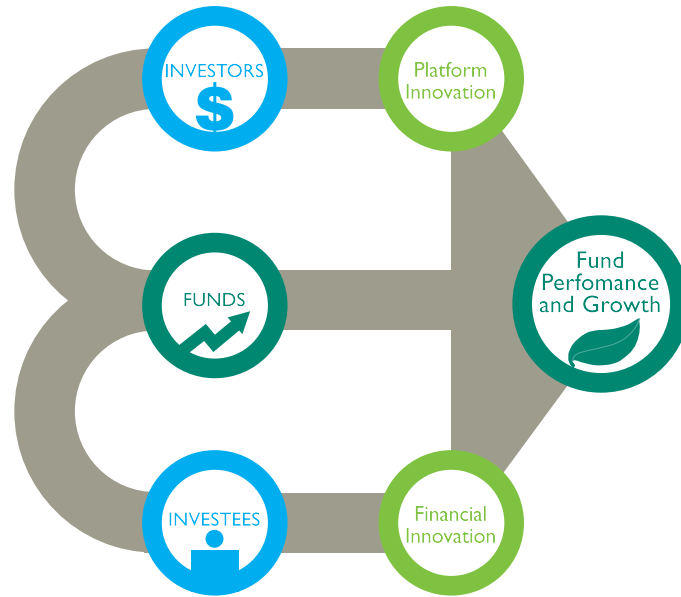 INVESTORS
$
Platform
Innovation
FUNDS
Fund
Perfomance
and Growth
INVESTEES
Financial
Innovation